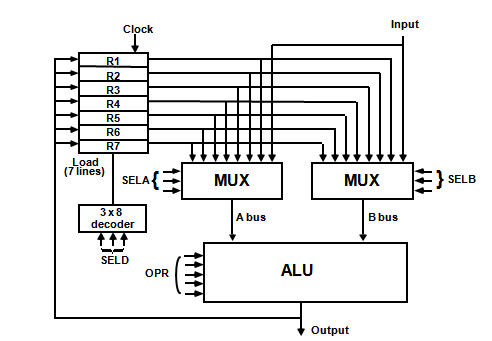 Clock
Input
R1
R2
R3
R4
R5
R6
R7
Load
(7 lines)
SELA {
MUX
MUX
} SELB
3 x 8
decoder
A bus
B bus
SELD
OPR
ALU
Output